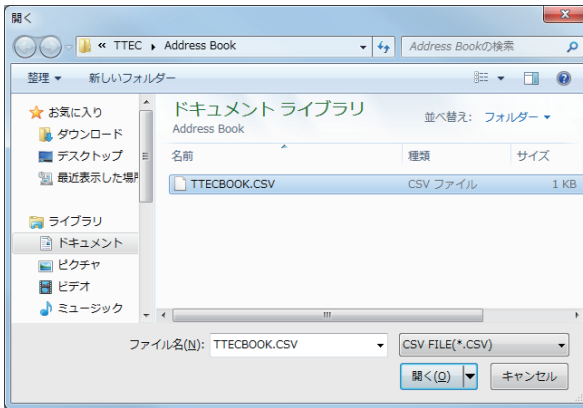 開く
« TTEC ▸ Address Book
Address Bookの検索
整理 ▼ 新しいフォルダー
お気に入り
ダウンロード
デスクトップ
最近表示した場所
ライブラリ
ドキュメント
ピクチャ
ビデオ
ミュージック
ドキュメント ライブラリ
Address Book
並べ替え: フォルダー ▼
名前 種類 サイズ
TTECBOOK.CSV CSV ファイル 1 KB
ファイル名(N): TTECBOOK.CSV
CSV FILE(*.CSV)
開く(O) キャンセル